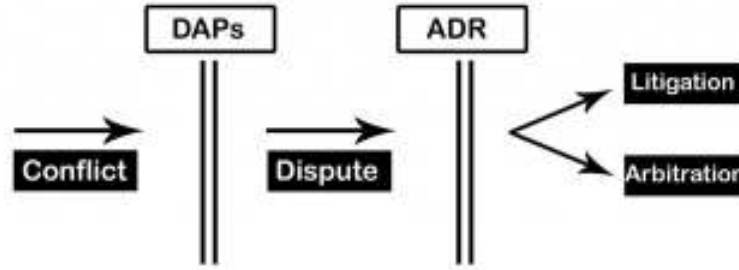 DAPs
ADR
Litigation
Conflict
Dispute
Arbitration